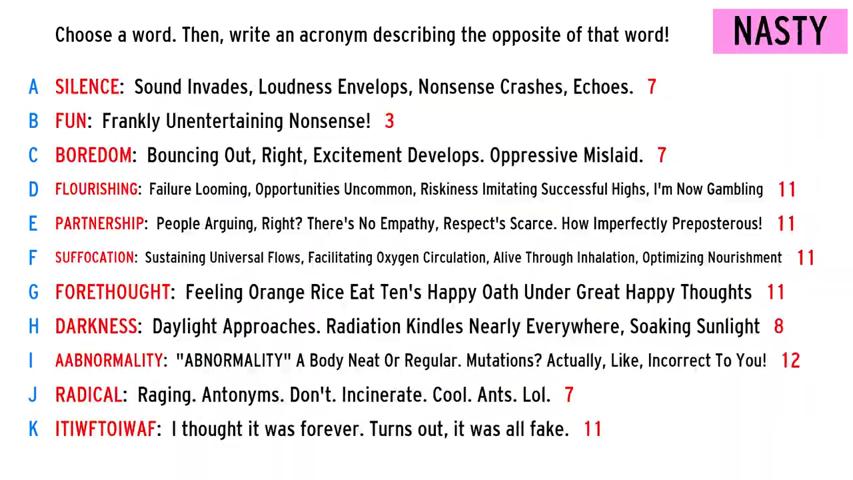 Choose a word. Then, write an acronym describing the opposite of that word!
NASTY
A SILENCE: Sound Invades, Loudness Envelops, Nonsense Crashes, Echoes. 7
B FUN: Frankly Unentertaining Nonsense! 3
C BOREDOM: Bouncing Out, Right, Excitement Develops. Oppressive Mislaid. 7
D FLOURISHING: Failure Looming, Opportunities Uncommon, Riskiness Imitating Successful Highs, I'm Now Gambling 11
E PARTNERSHIP: People Arguing, Right? There's No Empathy, Respect's Scarce. How Imperfectly Preposterous! 11
F SUFFOCATION: Sustaining Universal Flows, Facilitating Oxygen Circulation, Alive Through Inhalation, Optimizing Nourishment 11
G FORETHOUGHT: Feeling Orange Rice Eat Ten's Happy Oath Under Great Happy Thoughts 11
H DARKNESS: Daylight Approaches. Radiation Kindles Nearly Everywhere, Soaking Sunlight 8
I AABNORMALITY: "ABNORMALITY" A Body Neat Or Regular. Mutations? Actually, Like, Incorrect To You! 12
J RADICAL: Raging. Antonyms. Don't. Incinerate. Cool. Ants. Lol. 7
K ITIWFTOIWAF: I thought it was forever. Turns out, it was all fake. 11